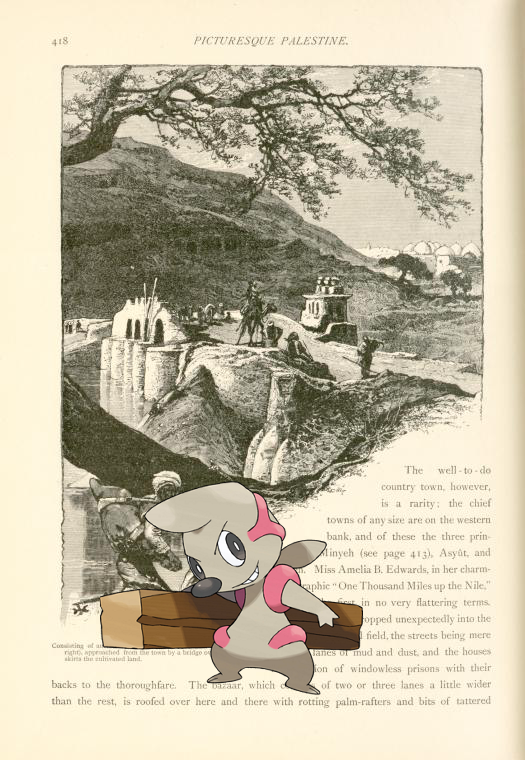 418
PICTURESQUE PALESTINE.
The well-to-do
country town, however,
is a rarity; the chief
towns of any size are on the western
bank, and of these the three prin-
inyeh (see page 413), Asyût, and
Miss Amelia B. Edwards, in her charm-
raphic "One Thousand Miles up the Nile,"
first in no very flattering terms.
ropped unexpectedly into the
field, the streets being mere
lanes of mud and dust, and the houses
ion of windowless prisons with their
Consisting of
right), approached from the town by a bridge
skirts the cultivated land.
backs to the thoroughfare. The bazaar, which of two or three lanes a little wider
than the rest, is roofed over here and there with rotting palm-rafters and bits of tattered